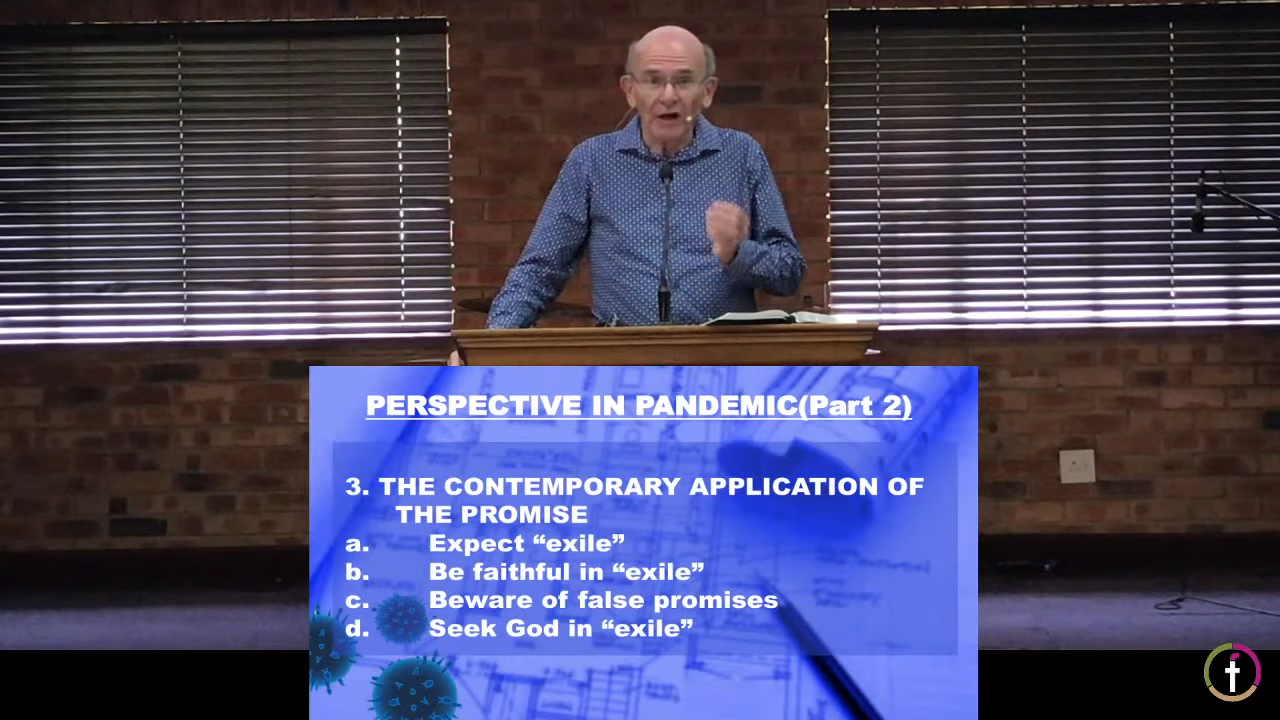 PERSPECTIVE IN PANDEMIC(Part 2)
3. THE CONTEMPORARY APPLICATION OF
THE PROMISE
a. Expect “exile”
b. Be faithful in “exile”
c. Beware of false promises
d. Seek God in “exile”